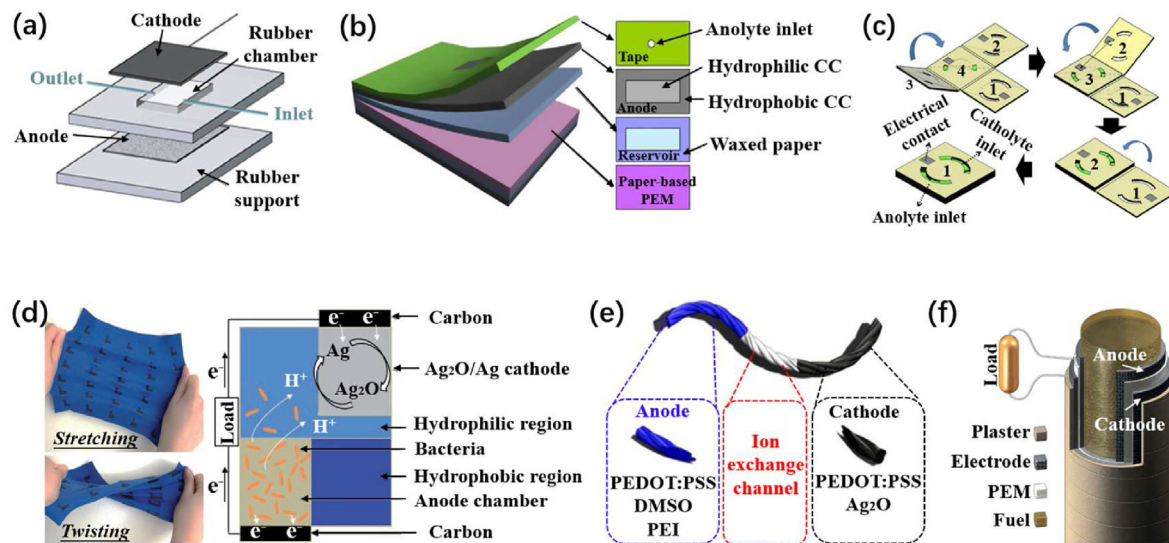 (a)
Cathode
Rubber
chamber
Outlet
Inlet
Anode
Rubber
support
(b)
Tape
Anode
Reservoir
Paper-based
PEM
Anolyte inlet
Hydrophilic CC
Hydrophobic CC
Waxed paper
(c)
2
4
3
1
2
3
1
Electrical
contact
Catholyte
inlet
1
Anolyte inlet
2
1
(d)
Stretching
Twisting
e-
Load
e-
e- e-
Ag
Ag2O
H+
H+
e- e-
Carbon
Ag2O/Ag cathode
Hydrophilic region
Bacteria
Hydrophobic region
Anode chamber
Carbon
(e)
Anode
PEDOT:PSS
DMSO
PEI
Ion
exchange
channel
Cathode
PEDOT:PSS
Ag2O
(f)
Load
Anode
Cathode
Plaster
Electrode
PEM
Fuel